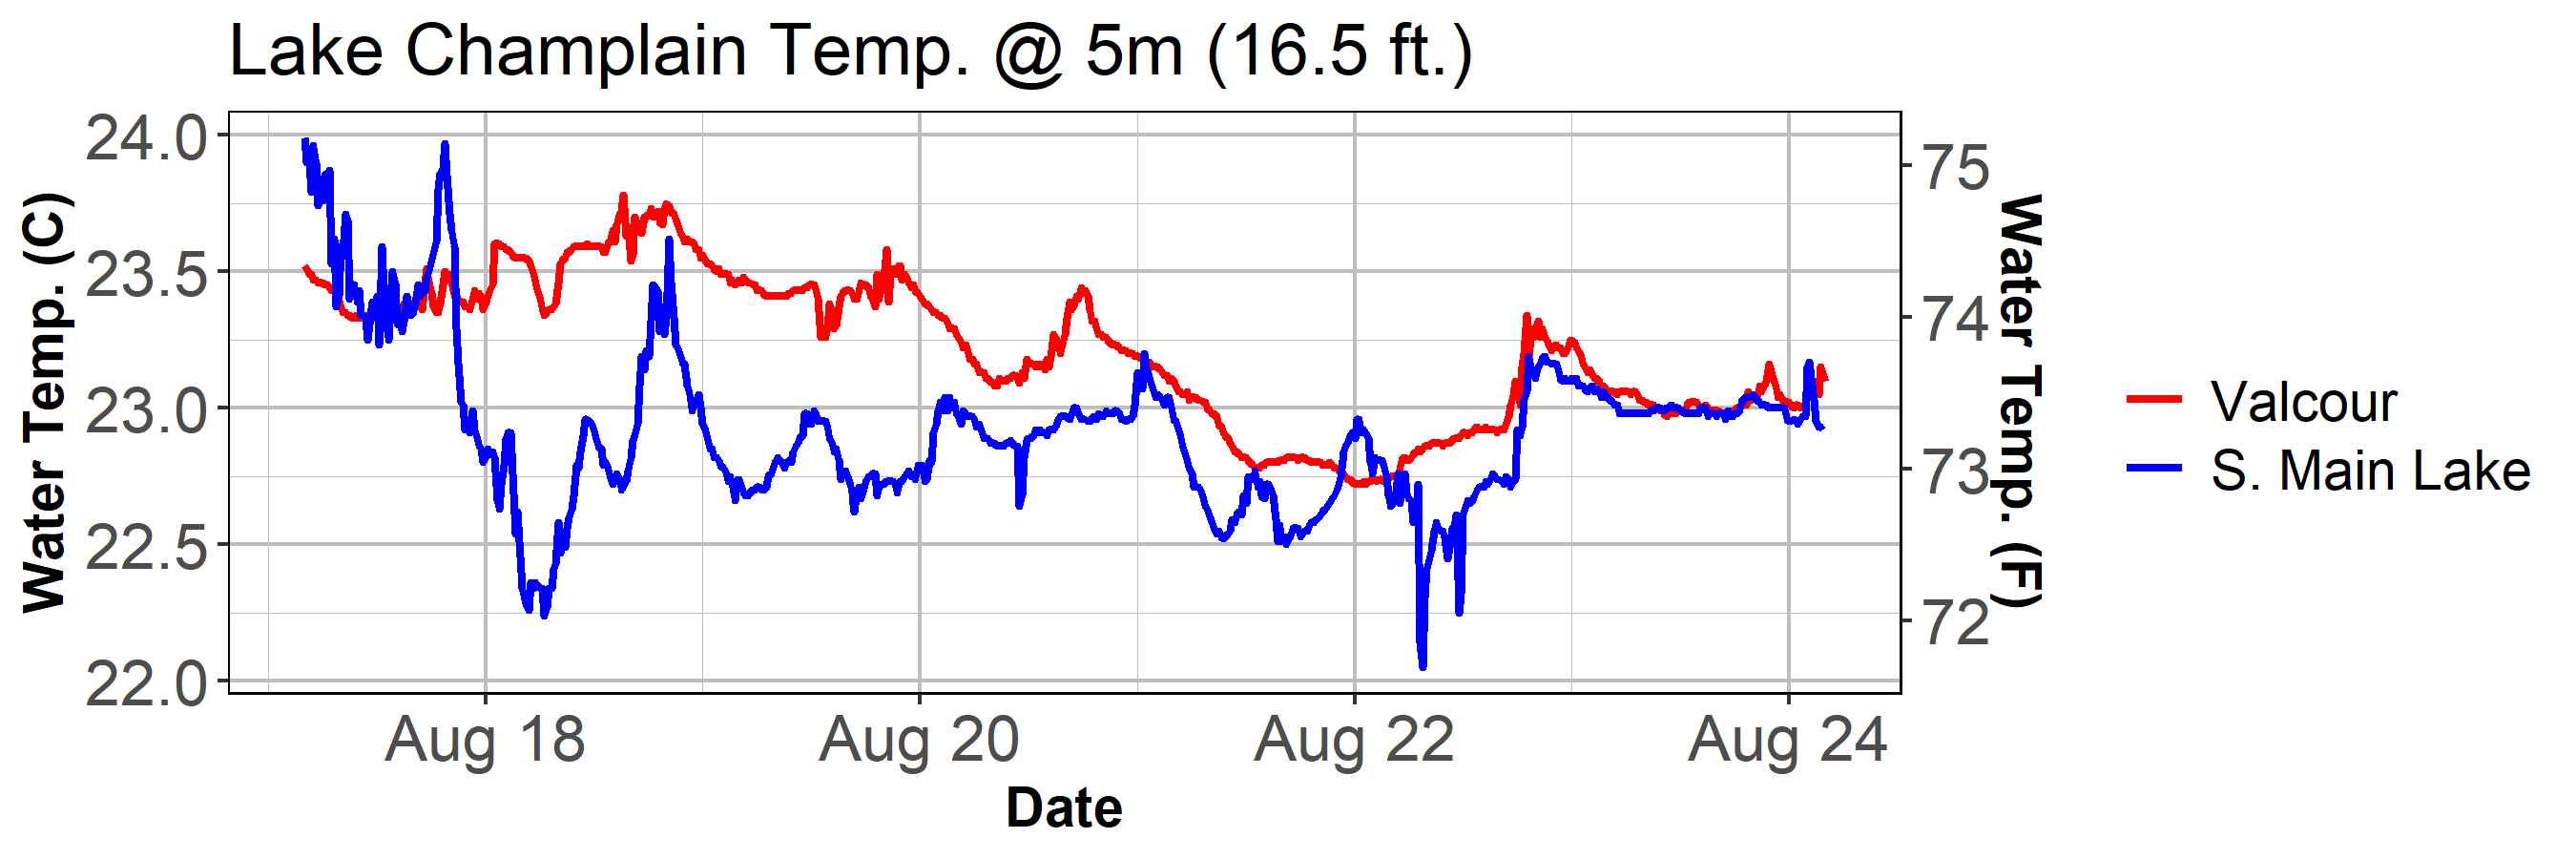 Lake Champlain Temp. @ 5m (16.5 ft.)
Water Temp. (C)
24.0
23.5
23.0
22.5
22.0
75
74
73
72
Water Temp. (F)
Aug 18
Aug 20
Aug 22
Aug 24
Date
Valcour
S. Main Lake